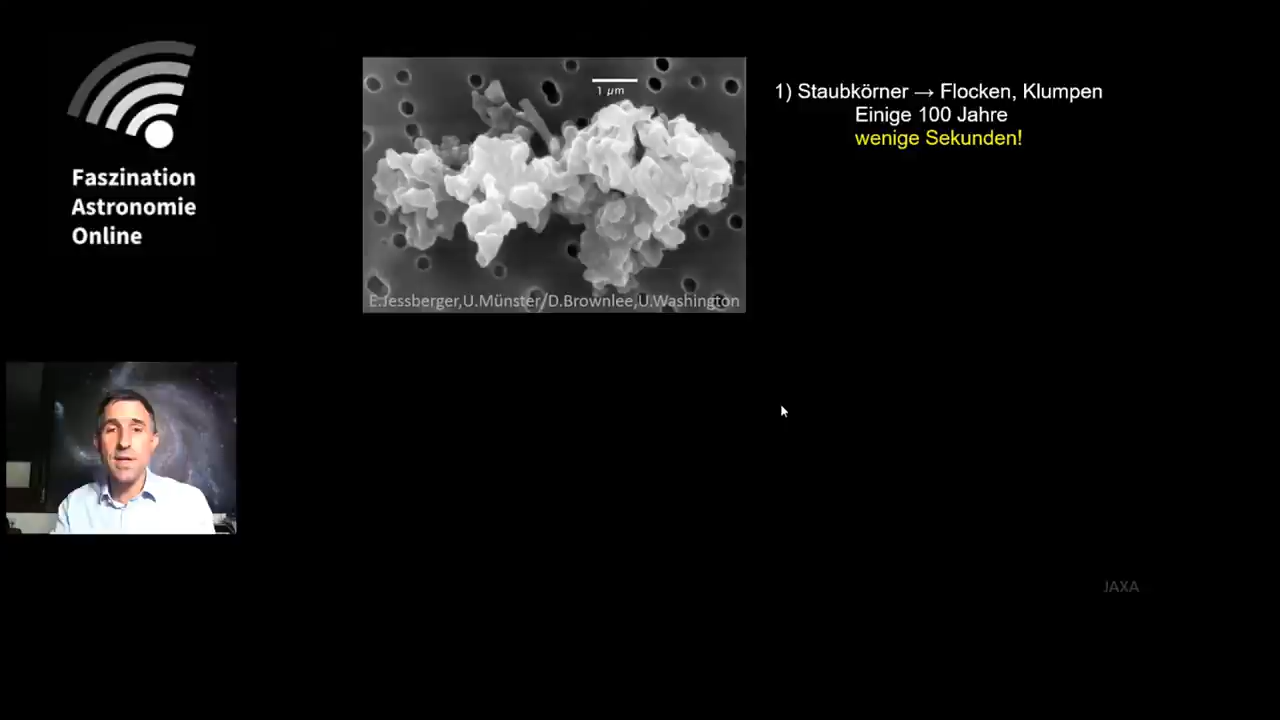 Faszination
Astronomie
Online
1 µm
E.Jessberger,U.Münster/D.Brownlee,U.Washington
1) Staubkörner → Flocken, Klumpen
Einige 100 Jahre
wenige Sekunden!
JAXA